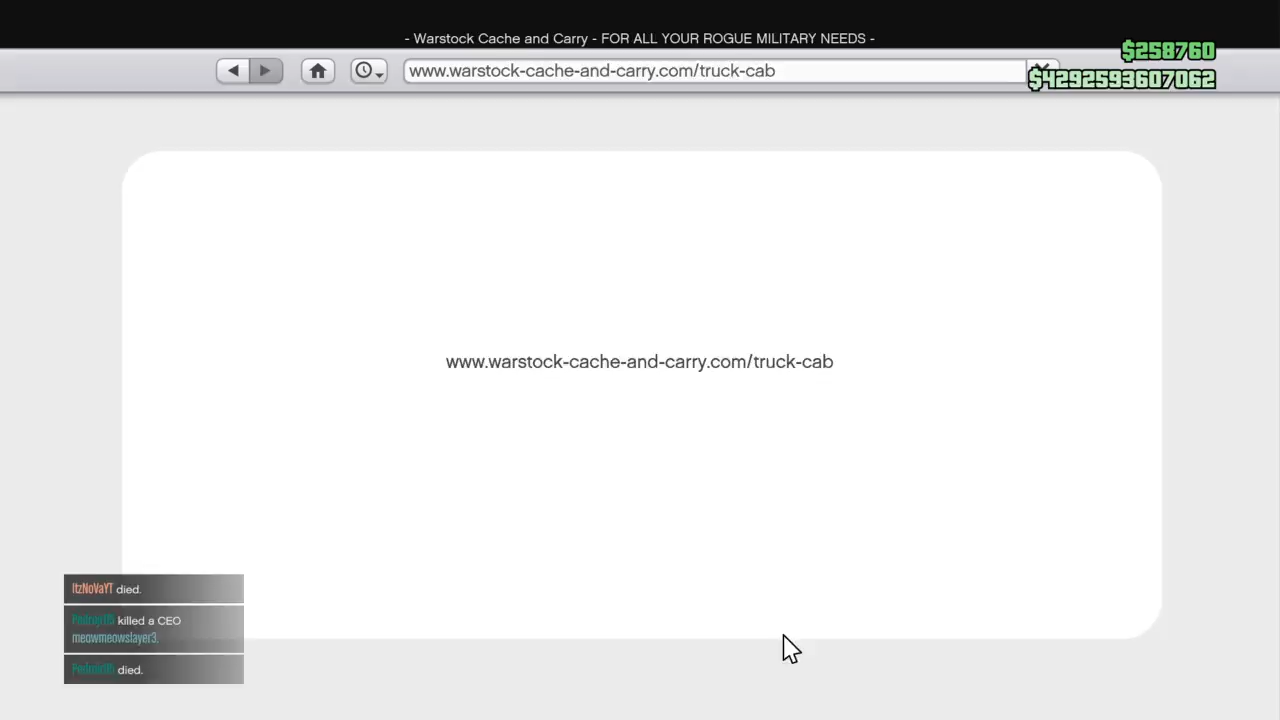 - Warstock Cache and Carry - FOR ALL YOUR ROGUE MILITARY NEEDS -
$258760
www.warstock-cache-and-carry.com/truck-cab
$4292593607062
www.warstock-cache-and-carry.com/truck-cab
ItzNoVaYT died.
killed a CEO
meowmeowslayer3.
died.